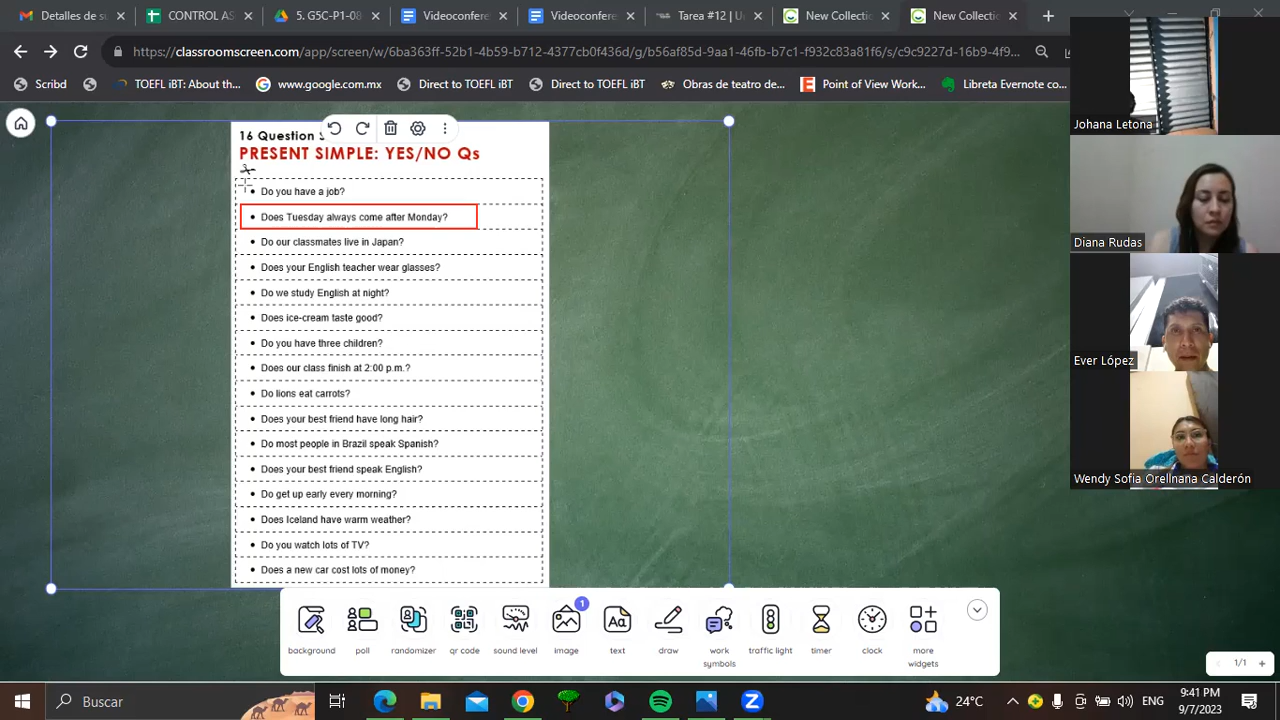 Detalles de su se
CONTROL DE AS
5. G5C-P1-CONT
Videoconferencia
Videoconferencia
Tarea #12 | U
New Collectio
New Collectio
https://classroomscreen.com/app/screen/w/6ba363ff-52b1-4b59-b712-4377cb0f436d/g/b56af85d-9aa1-46fb-b7c1-f932c83a81f6/s/c9c9227d-16b9-4f9...
Scribd
TOEFL iBT: About the...
www.google.com/etc
Direct to TOEFL iBT
Direct to TOEFL iBT
Obras de teatro de...
Point of View Work...
Libreta Evernote co...
16 Question S
PRESENT SIMPLE: YES/NO Qs
• Do you have a job?
• Does Tuesday always come after Monday?
• Do our classmates live in Japan?
• Does your English teacher wear glasses?
• Do we study English at night?
• Does ice-cream taste good?
• Do you have three children?
• Does our class finish at 2:00 p.m.?
• Do lions eat carrots?
• Does your best friend have long hair?
• Do most people in Brazil speak Spanish?
• Does your best friend speak English?
• Do get up early every morning?
• Does Iceland have warm weather?
• Do you watch lots of TV?
• Does a new car cost lots of money?
Johana Letona
Diana Rudas
Ever López
Wendy Sofia Orellnana Calderón
1
background
poll
randomizer
qr code
sound level
image
text
draw
work symbols
traffic light
timer
clock
more widgets
1/1
Buscar
24°C
ENG
9:41 PM
9/7/2023